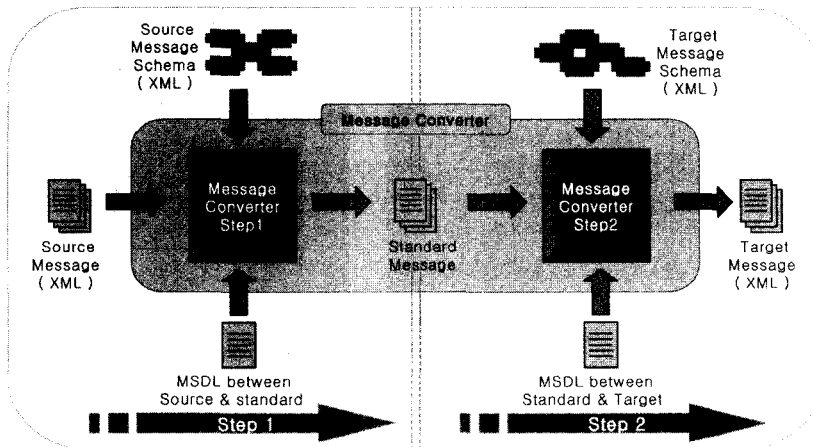 Source
Message
Schema
( XML )
Target
Message
Schema
( XML )
Message Converter
Message
Converter
Step1
Message
Converter
Step2
Source
Message
( XML )
Standard
Message
Target
Message
( XML )
MSDL between
Source & standard
MSDL between
Standard & Target
Step 1
Step 2